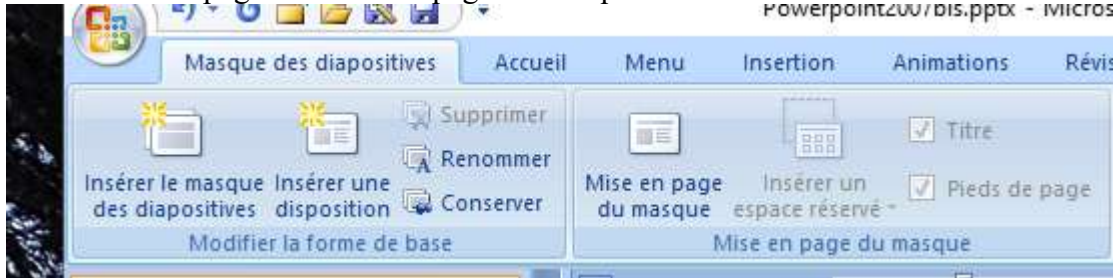 Powerpoint2007bis.pptx - Micros
Masque des diapositives Accueil Menu Insertion Animations Révis
Insérer le masque des diapositives
Insérer une disposition
Supprimer
Renommer
Conserver
Modifier la forme de base
Mise en page du masque
Insérer un espace réservé
Titre
Pieds de page
Mise en page du masque